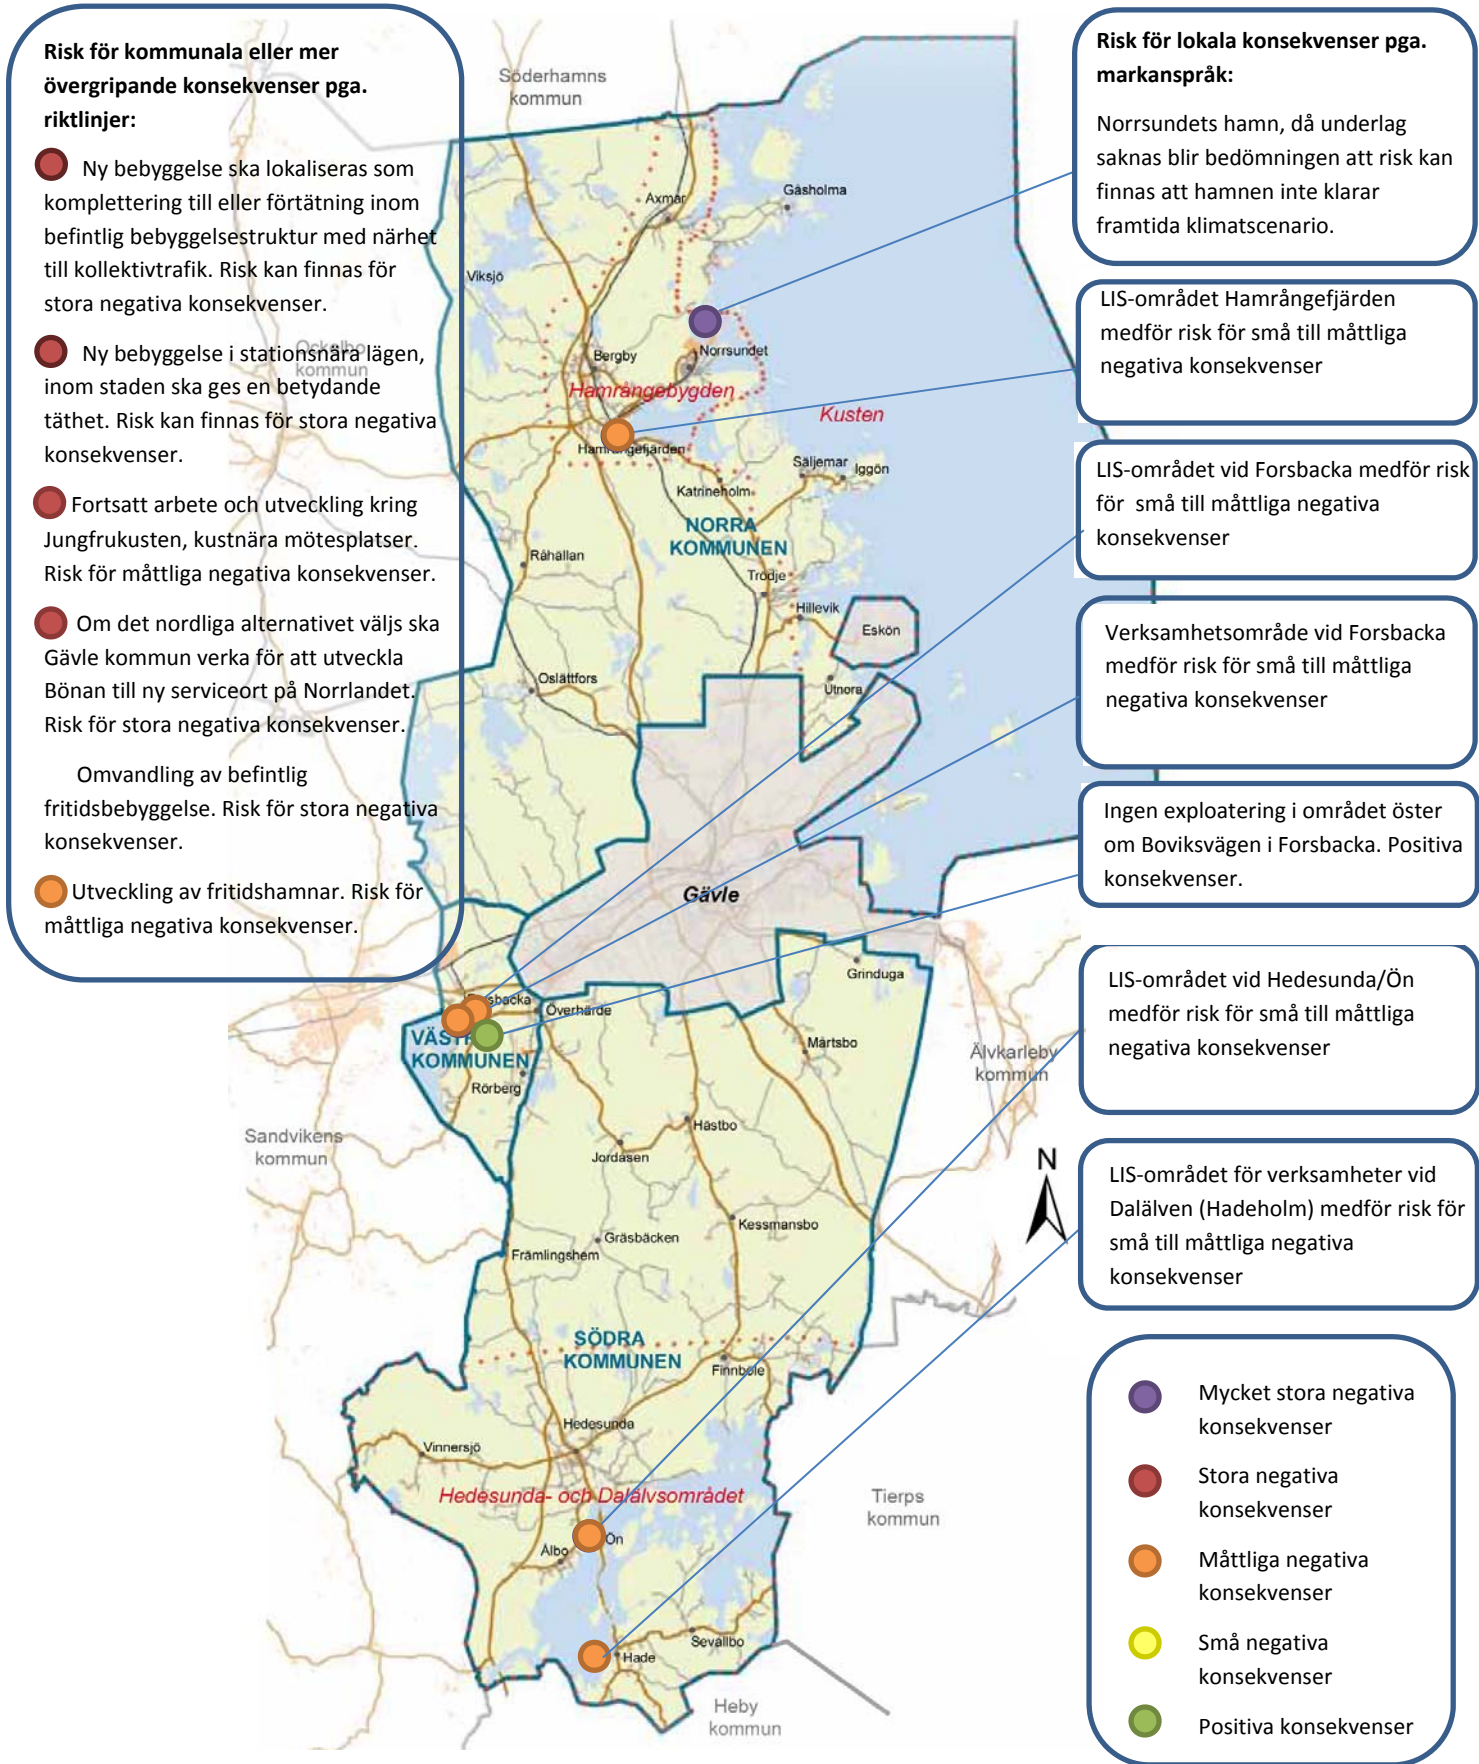 Risk för kommunala eller mer
övergripande konsekvenser pga.
riktlinjer:
Ny bebyggelse ska lokaliseras som
komplettering till eller förtätning inom
befintlig bebyggelsestruktur med närhet
till kollektivtrafik. Risk kan finnas för
stora negativa konsekvenser.
Ny bebyggelse i stationsnära lägen,
inom staden ska ges en betydande
täthet. Risk kan finnas för stora negativa
konsekvenser.
Fortsatt arbete och utveckling kring
Jungfrukusten, kustnära mötesplatser.
Risk för måttliga negativa konsekvenser.
Om det nordliga alternativet väljs ska
Gävle kommun verka för att utveckla
Bönan till ny serviceort på Norrlandet.
Risk för stora negativa konsekvenser.
Omvandling av befintlig
fritidsbebyggelse. Risk för stora negativa
konsekvenser.
Utveckling av fritidshamnar. Risk för
måttliga negativa konsekvenser.
Söderhamns
kommun
Gåsholma
Axmar
Viksjö
Ockelbo
kommun
Bergby
Norrsundet
Hamrångebygden
Kusten
Hamrångefjärden
Säljemar
Iggön
Katrineholm
NORRA
KOMMUNEN
Råhällan
Trödje
Hillevik
Eskön
Utnora
Oslättfors
Gävle
Grinduga
Forsbacka
Överhärde
VÄSTRA
KOMMUNEN
Rörberg
Mårtsbo
Älvkarleby
kommun
Sandvikens
kommun
Hästbo
Jordåsen
N
Kessmansbo
Gräsbäcken
Främlingshem
SÖDRA
KOMMUNEN
Finnböle
Hedesunda
Vinnersjö
Hedesunda- och Dalälvsområdet
Tierps
kommun
Ön
Ålbo
Sevallbo
Hade
Heby
kommun
Risk för lokala konsekvenser pga.
markanspråk:
Norrsundets hamn, då underlag
saknas blir bedömningen att risk kan
finnas att hamnen inte klarar
framtida klimatscenario.
LIS-området Hamrångefjärden
medför risk för små till måttliga
negativa konsekvenser
LIS-området vid Forsbacka medför risk
för små till måttliga negativa
konsekvenser
Verksamhetsområde vid Forsbacka
medför risk för små till måttliga
negativa konsekvenser
Ingen exploatering i området öster
om Boviksvägen i Forsbacka. Positiva
konsekvenser.
LIS-området vid Hedesunda/Ön
medför risk för små till måttliga
negativa konsekvenser
LIS-området för verksamheter vid
Dalälven (Hadeholm) medför risk för
små till måttliga negativa
konsekvenser
Mycket stora negativa
konsekvenser
Stora negativa
konsekvenser
Måttliga negativa
konsekvenser
Små negativa
konsekvenser
Positiva konsekvenser